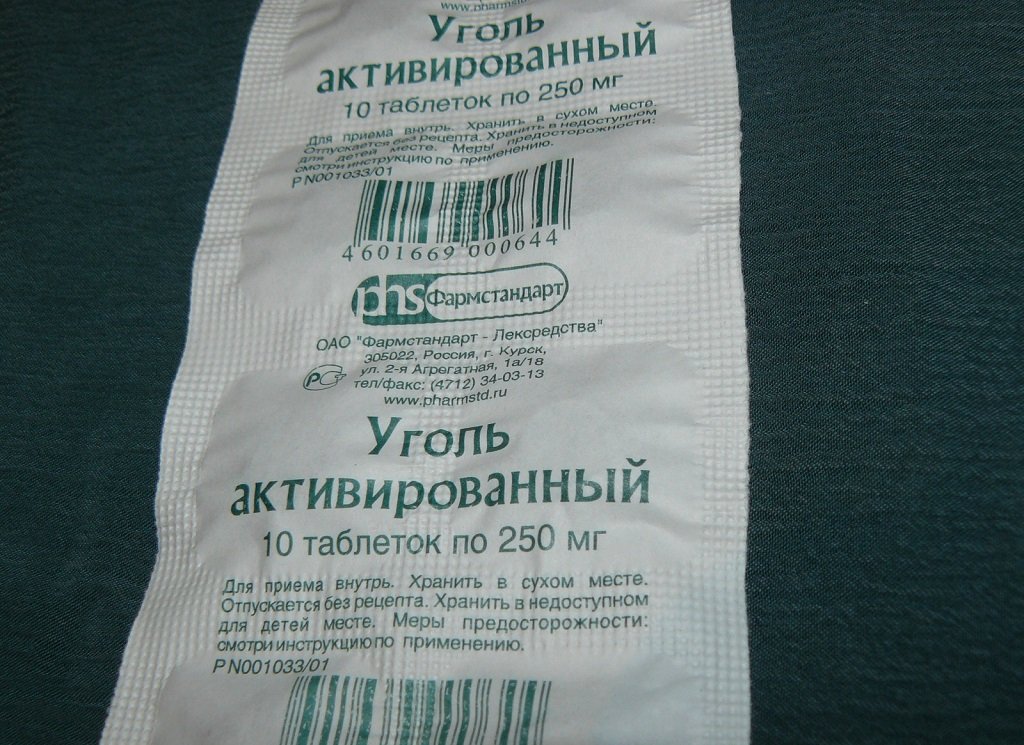 www.pharmstd.
Уголь
активированный
10 таблеток по 250 мг
Для приема внутрь. Хранить в сухом месте.
Отпускается без рецепта. Хранить в недоступном
для детей месте. Меры предосторожности:
смотри инструкцию по применению.
P N001033/01
4 601669 000644
phs Фармстандарт
ОАО "Фармстандарт - Лексредства"
305022, Россия, г. Курск,
ул. 2-я Агрегатная, 1а/18
тел/факс: (4712) 34-03-13
www.pharmstd.ru
Уголь
активированный
10 таблеток по 250 мг
Для приема внутрь. Хранить в сухом месте.
Отпускается без рецепта. Хранить в недоступном
для детей месте. Меры предосторожности:
смотри инструкцию по применению.
P N001033/01